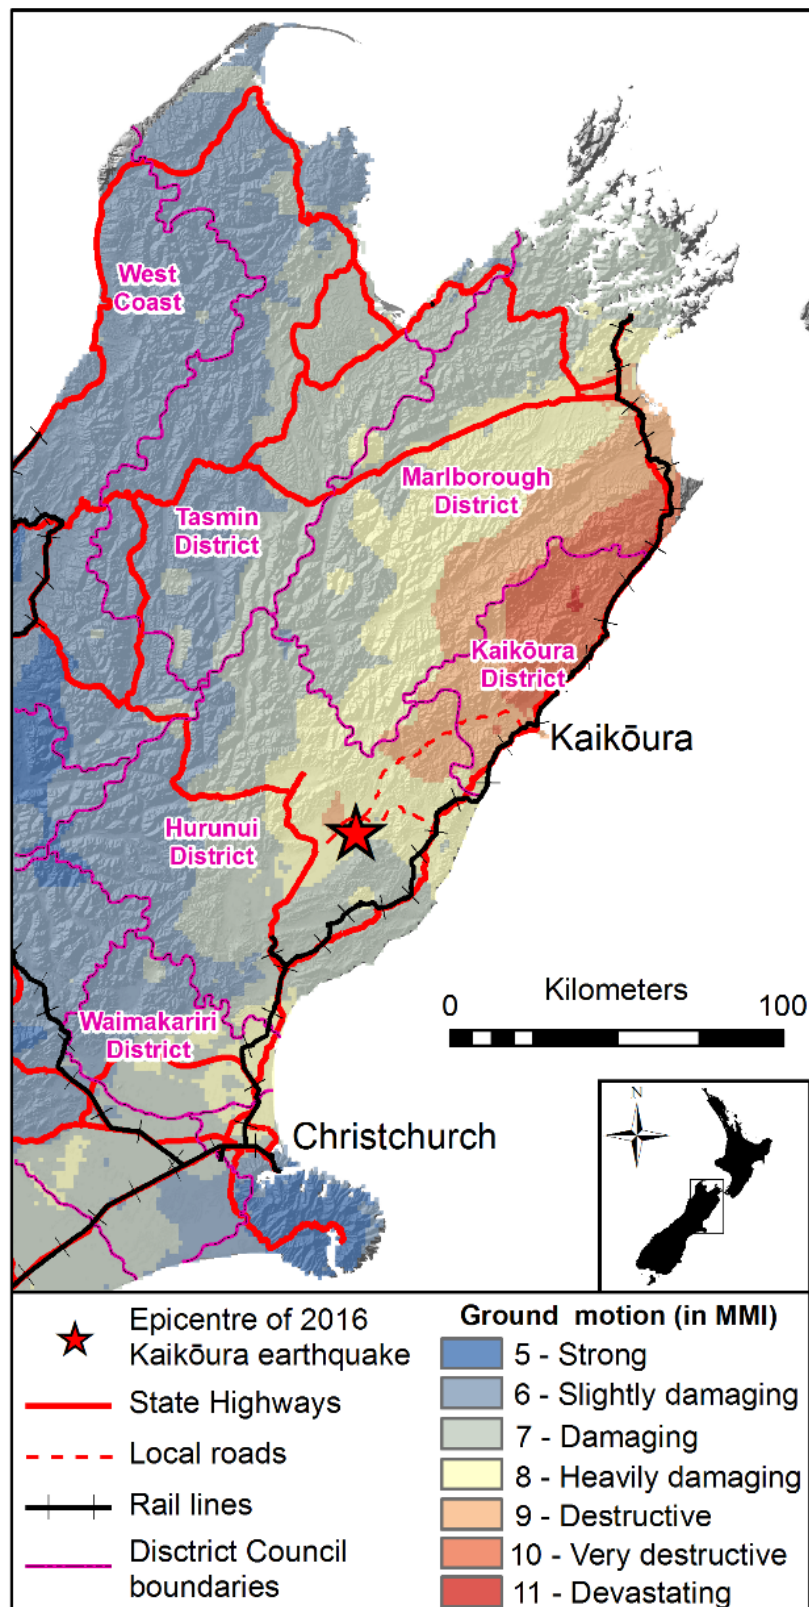 West
Coast
Marlborough
District
Tasmin
District
Kaikōura
District
Kaikōura
Hurunui
District
0 Kilometers 100
Waimakariri
District
Christchurch
N
Epicentre of 2016
Kaikōura earthquake
State Highways
Local roads
Rail lines
Disctrict Council
boundaries
Ground motion (in MMI)
5 - Strong
6 - Slightly damaging
7 - Damaging
8 - Heavily damaging
9 - Destructive
10 - Very destructive
11 - Devastating